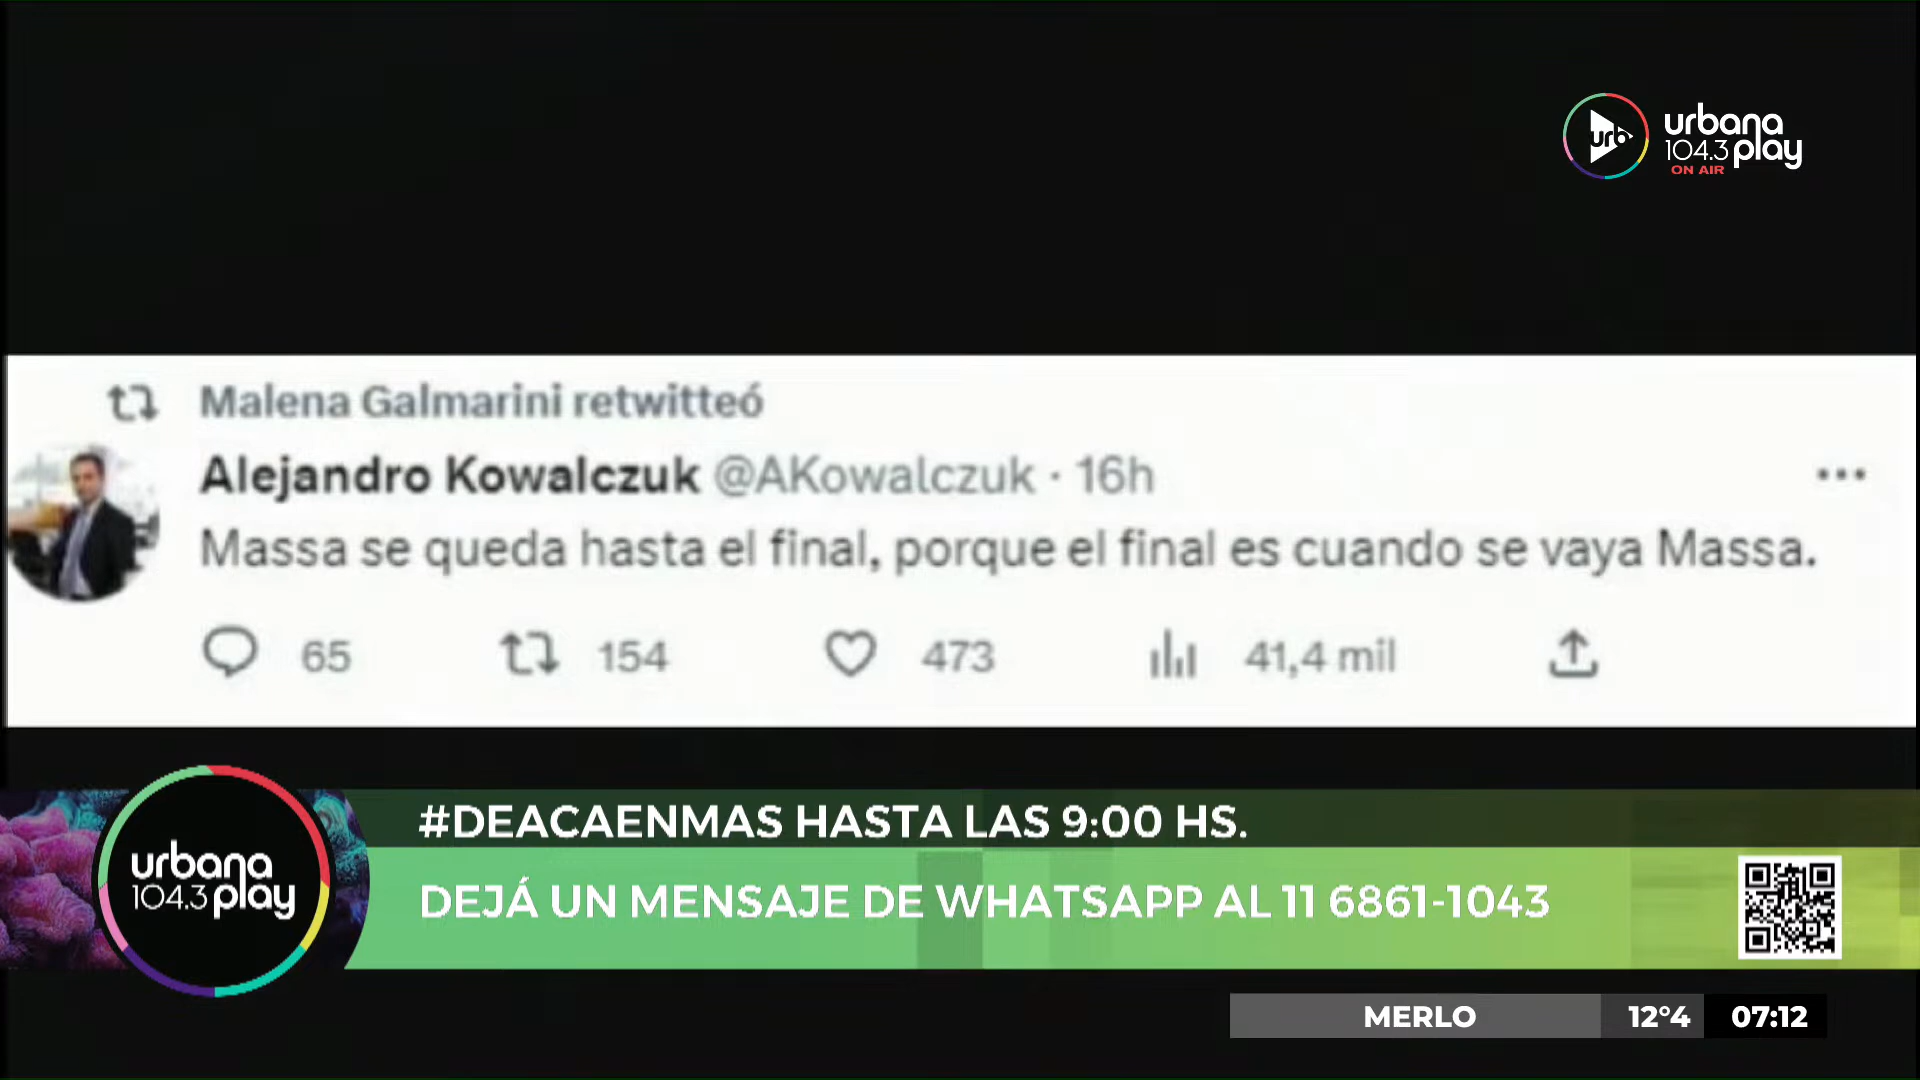 urb
urbana
104.3 play
ON AIR
Malena Galmarini retwitteó
Alejandro Kowalczuk @AKowalczuk · 16h
Massa se queda hasta el final, porque el final es cuando se vaya Massa.
65 154 473 41,4 mil
urbana
104.3 play
#DEACAENMAS HASTA LAS 9:00 HS.
DEJÁ UN MENSAJE DE WHATSAPP AL 11 6861-1043
MERLO 12°4 07:12